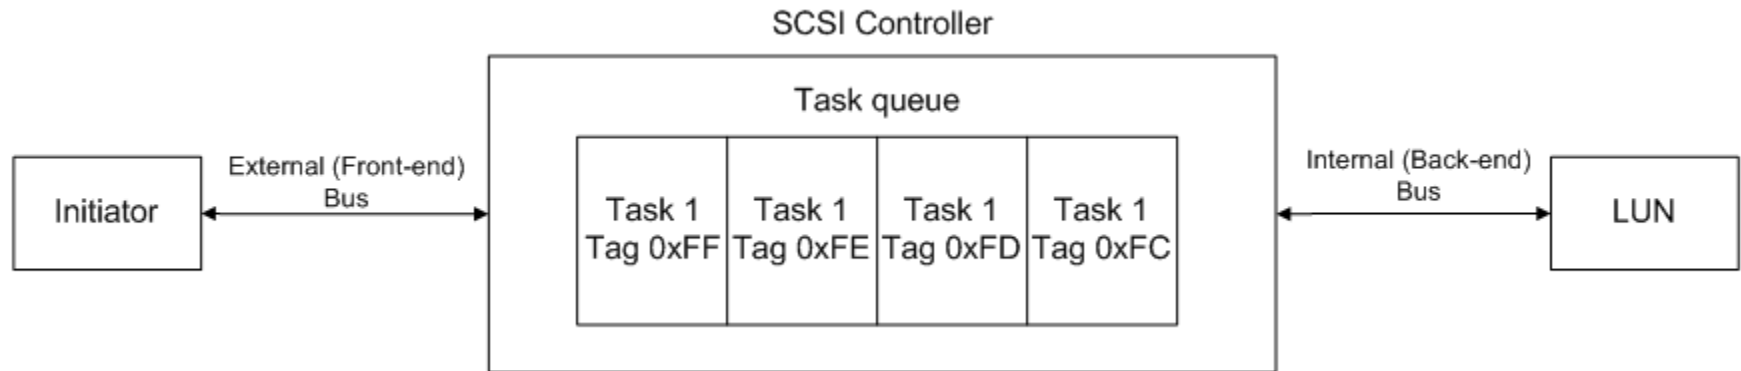 SCSI Controller
Task queue
Initiator
External (Front-end)
Bus
Task 1
Tag 0xFF
Task 1
Tag 0xFE
Task 1
Tag 0xFD
Task 1
Tag 0xFC
Internal (Back-end)
Bus
LUN